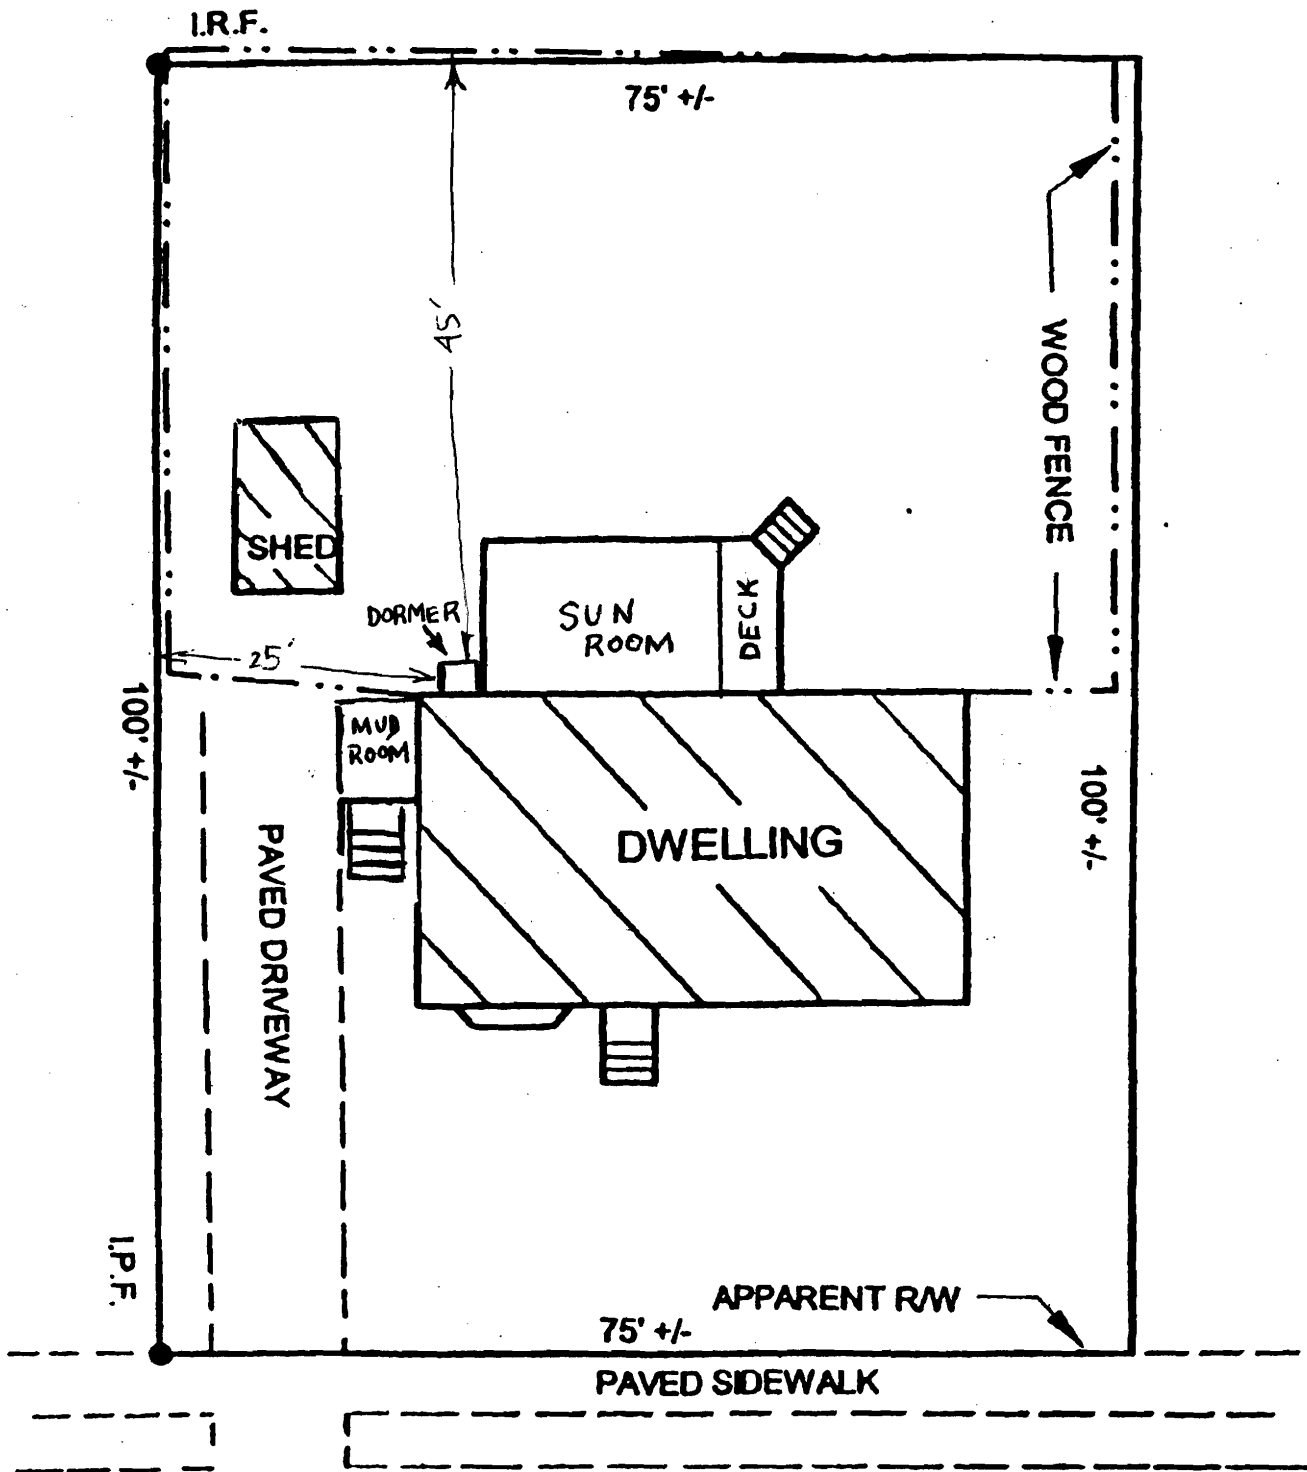 I.R.F.
75' +/-
45'
WOOD FENCE
SHED
DORMER
SUN
ROOM
DECK
25'
100' +/-
MUD
ROOM
100' +/-
DWELLING
PAVED DRIVEWAY
I.P.F.
APPARENT R/W
75' +/-
PAVED SIDEWALK